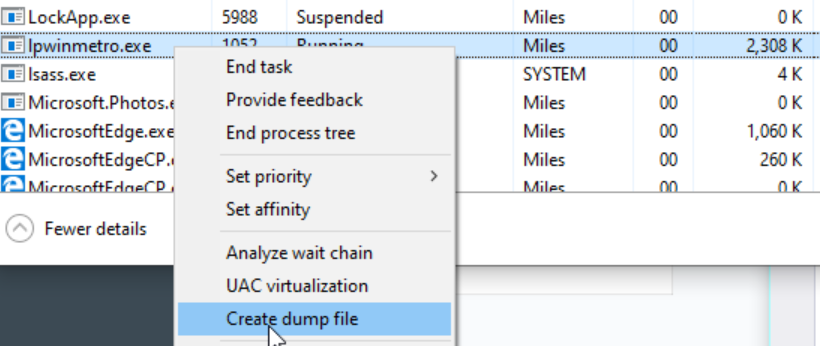 LockApp.exe 5988 Suspended Miles 00 0 K
lpwinmetro.exe 1052 Running Miles 00 2,308 K
lsass.exe SYSTEM 00 4 K
Microsoft.Photos.e Miles 00 0 K
MicrosoftEdge.exe Miles 00 1,060 K
MicrosoftEdgeCP. Miles 00 260 K
MicrosoftEdgeCP. Miles 00 0 K
End task
Provide feedback
End process tree
Set priority
Set affinity
Analyze wait chain
UAC virtualization
Create dump file
Fewer details